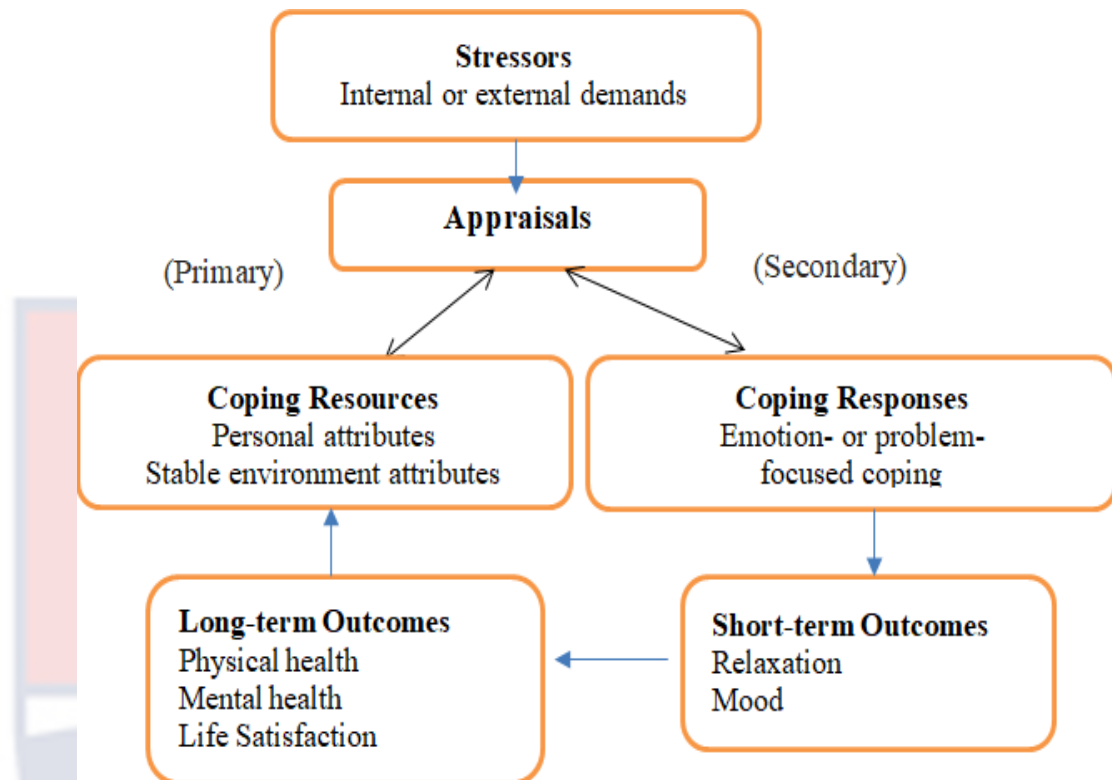 Stressors
Internal or external demands
Appraisals
(Primary)
(Secondary)
Coping Resources
Personal attributes
Stable environment attributes
Coping Responses
Emotion- or problem-
focused coping
Long-term Outcomes
Physical health
Mental health
Life Satisfaction
Short-term Outcomes
Relaxation
Mood